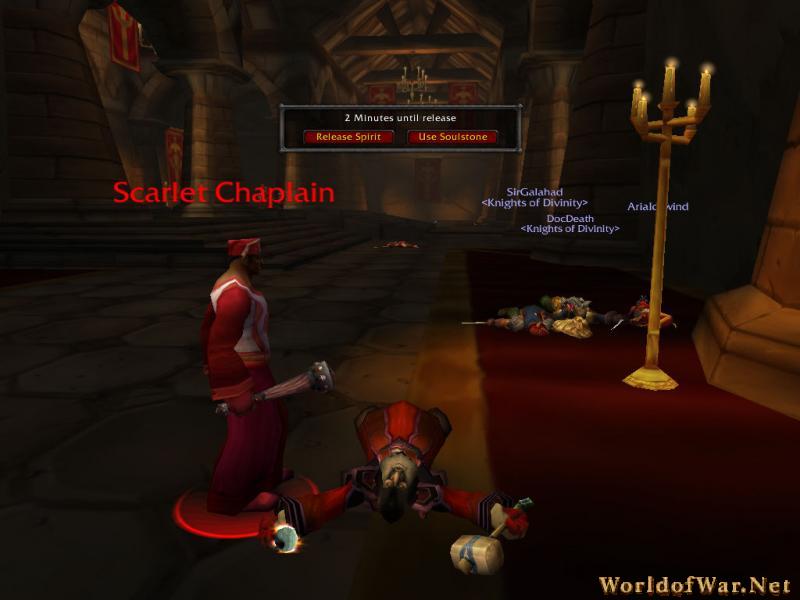 2 Minutes until release
Release Spirit Use Soulstone
Scarlet Chaplain
SirGalahad
<Knights of Divinity>
DocDeath
<Knights of Divinity>
WorldofWar.Net